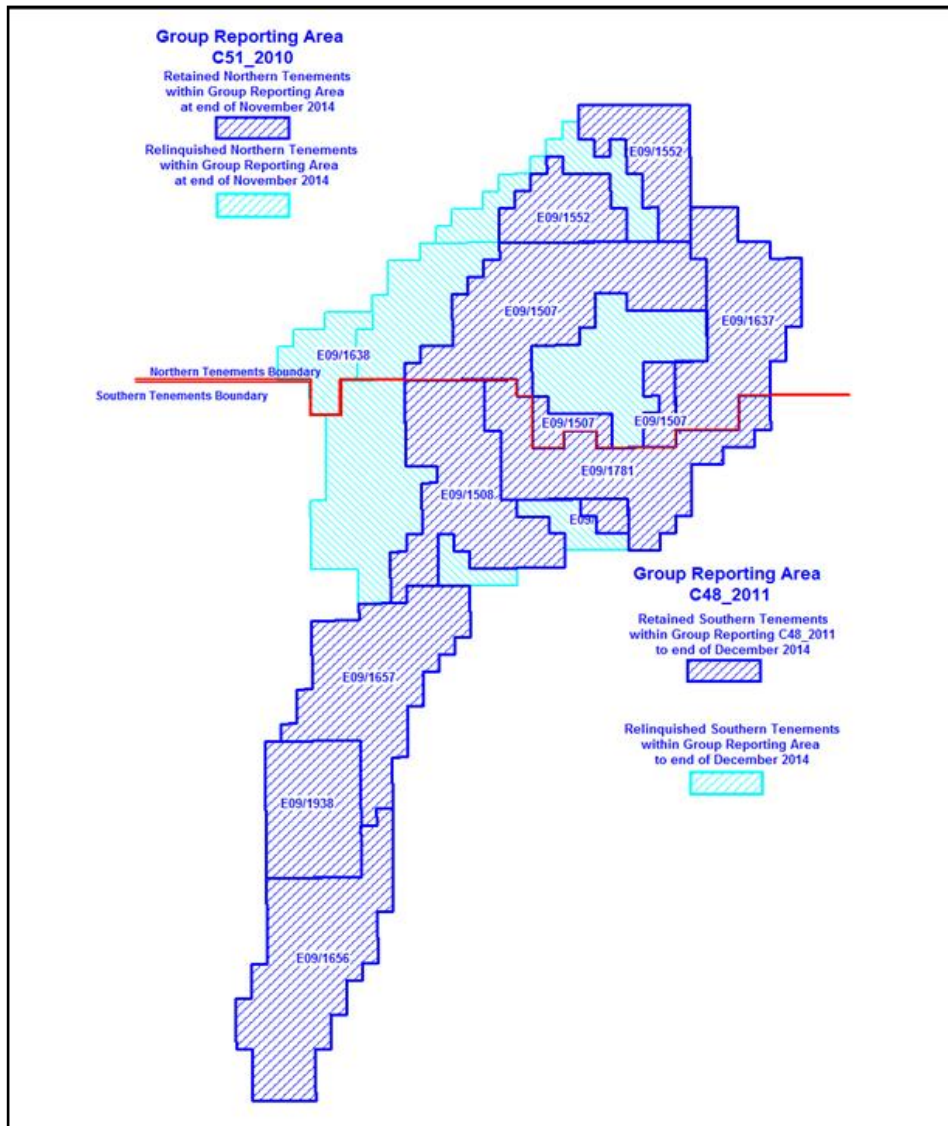 Group Reporting Area
C51_2010
Retained Northern Tenements
within Group Reporting Area
at end of November 2014
Relinquished Northern Tenements
within Group Reporting Area
at end of November 2014
E09/1552
E09/1552
E09/1507
E09/1637
E09/1638
Northern Tenements Boundary
Southern Tenements Boundary
E09/1507
E09/1507
E09/1781
E09/1508
E09/
Group Reporting Area
C48_2011
Retained Southern Tenements
within Group Reporting C48_2011
to end of December 2014
E09/1657
Relinquished Southern Tenements
within Group Reporting Area
to end of December 2014
E09/1938
E09/1656